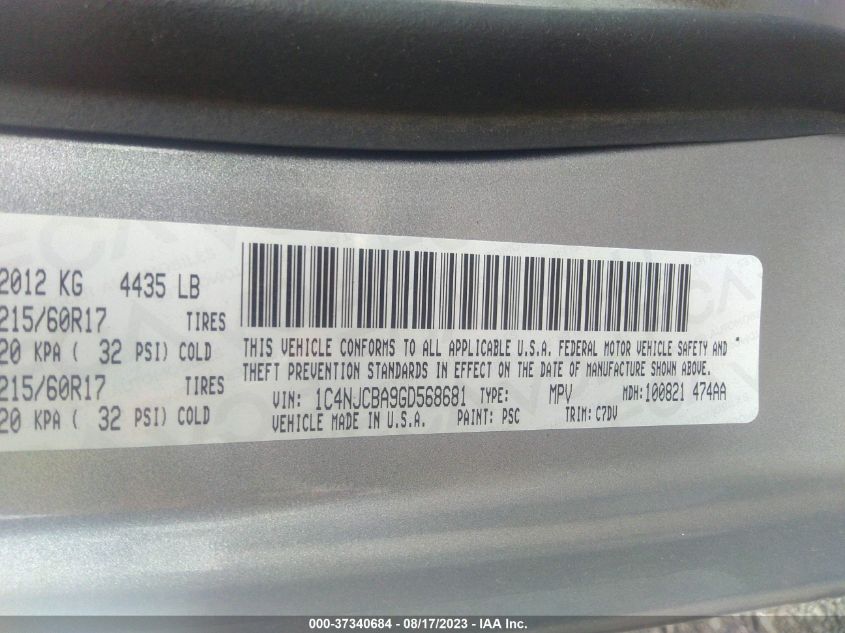 2012 KG 4435 LB
215/60R17 TIRES
20 KPA ( 32 PSI) COLD
215/60R17 TIRES
20 KPA ( 32 PSI) COLD
THIS VEHICLE CONFORMS TO ALL APPLICABLE U.S.A. FEDERAL MOTOR VEHICLE SAFETY AND
THEFT PREVENTION STANDARDS IN EFFECT ON THE DATE OF MANUFACTURE SHOWN ABOVE.
VIN: 1C4NJCBA9GD568681 TYPE: MPV MDH: 100821 474AA
VEHICLE MADE IN U.S.A. PAINT: PSC TRIM: C7DV
000-37340684 - 08/17/2023 - IAA Inc.